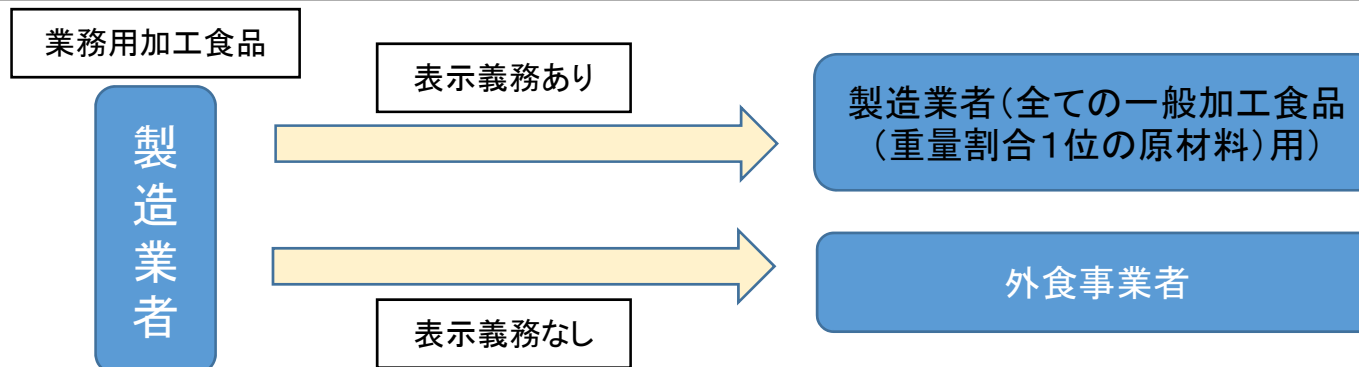 業務用加工食品
製造業者
表示義務あり
製造業者(全ての一般加工食品
(重量割合1位の原材料)用)
表示義務なし
外食事業者